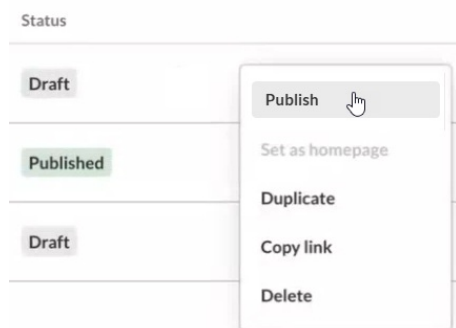 Status
Draft
Published
Draft
Publish
Set as homepage
Duplicate
Copy link
Delete